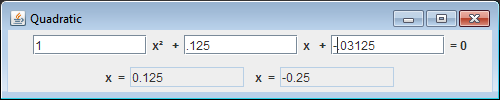 Quadratic
1 x² + .125 x + -.03125 = 0
x = 0.125 x = -0.25